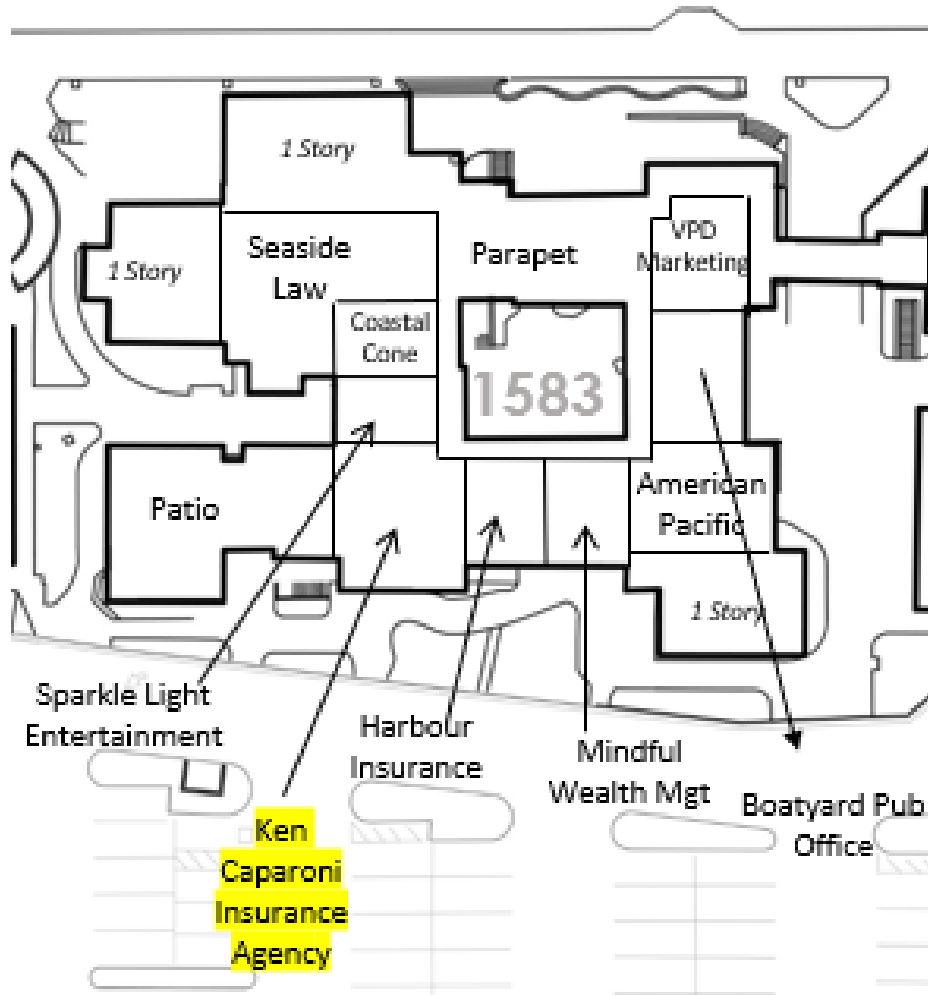 1 Story
Seaside
Law
Parapet
VPD
Marketing
1 Story
Coastal
Cone
1583
Patio
American
Pacific
1 Story
Sparkle Light
Entertainment
Harbour
Insurance
Mindful
Wealth Mgt
Boatyard Pub
Office
Ken
Caparoni
Insurance
Agency